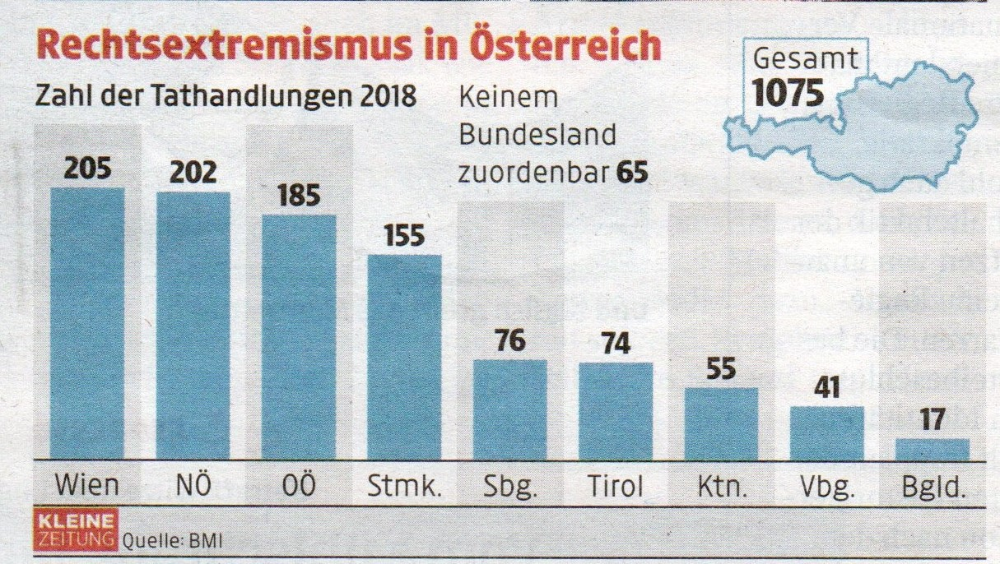 Rechtsextremismus in Österreich
Zahl der Tathandlungen 2018
Keinem
Bundesland
zuordenbar 65
Gesamt
1075
205
202
185
155
76
74
55
41
17
Wien
NÖ
OÖ
Stmk.
Sbg.
Tirol
Ktn.
Vbg.
Bgld.
KLEINE
ZEITUNG
Quelle: BMI